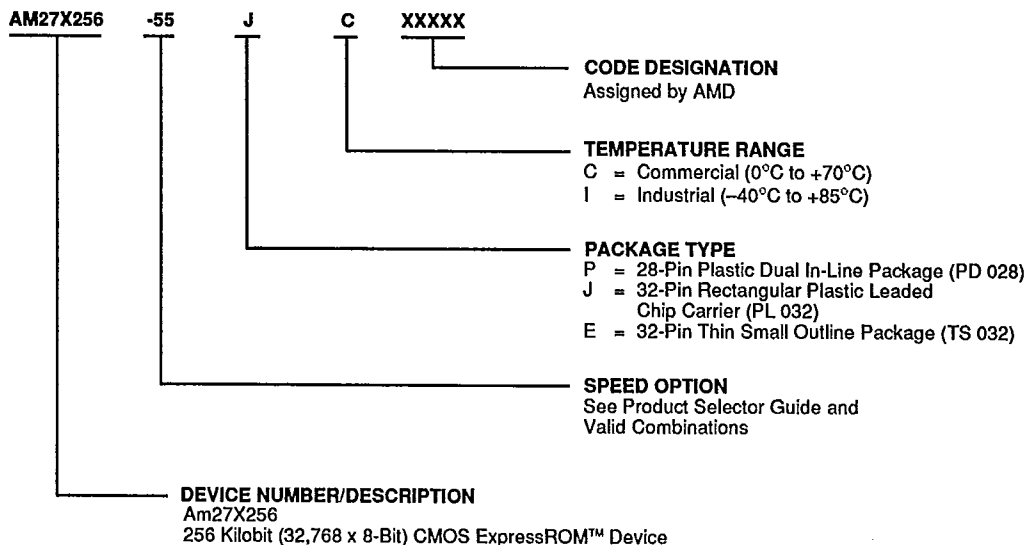 AM27X256 -55 J C XXXXX
CODE DESIGNATION
Assigned by AMD
TEMPERATURE RANGE
C = Commercial (0°C to +70°C)
I = Industrial (–40°C to +85°C)
PACKAGE TYPE
P = 28-Pin Plastic Dual In-Line Package (PD 028)
J = 32-Pin Rectangular Plastic Leaded
Chip Carrier (PL 032)
E = 32-Pin Thin Small Outline Package (TS 032)
SPEED OPTION
See Product Selector Guide and
Valid Combinations
DEVICE NUMBER/DESCRIPTION
Am27X256
256 Kilobit (32,768 x 8-Bit) CMOS ExpressROM™ Device